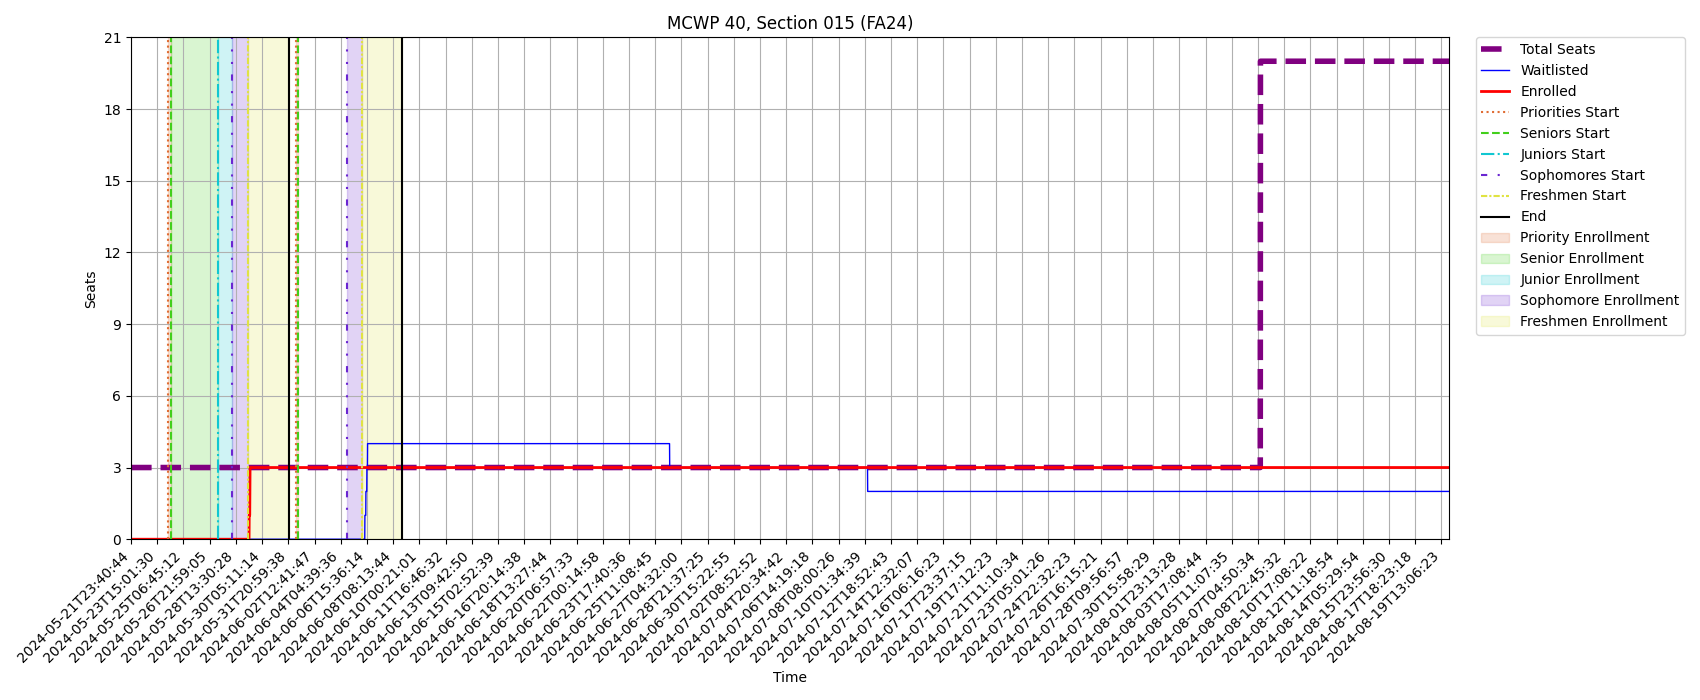 MCWP 40, Section 015 (FA24)
Seats
21
18
15
12
9
6
3
0
2024-05-21T23:40:44
2024-05-23T15:01:30
2024-05-25T06:45:12
2024-05-26T21:59:05
2024-05-28T13:30:28
2024-05-30T05:11:14
2024-05-31T20:59:38
2024-06-02T12:41:47
2024-06-04T04:39:36
2024-06-06T15:36:14
2024-06-08T08:13:44
2024-06-10T00:21:01
2024-06-11T16:46:32
2024-06-13T09:42:50
2024-06-15T02:52:39
2024-06-16T20:14:38
2024-06-18T13:27:44
2024-06-20T06:57:33
2024-06-22T00:14:58
2024-06-23T17:40:36
2024-06-25T11:08:45
2024-06-27T04:32:00
2024-06-28T21:37:25
2024-06-30T15:22:55
2024-07-02T08:52:52
2024-07-04T20:34:42
2024-07-06T14:19:18
2024-07-08T08:00:26
2024-07-10T01:34:39
2024-07-12T18:52:43
2024-07-14T12:32:07
2024-07-16T06:16:23
2024-07-17T23:37:15
2024-07-19T17:12:23
2024-07-21T11:10:34
2024-07-23T05:01:26
2024-07-24T22:32:23
2024-07-26T16:15:21
2024-07-28T09:56:57
2024-07-30T15:58:29
2024-08-01T23:13:28
2024-08-03T17:08:44
2024-08-05T11:07:35
2024-08-07T04:50:34
2024-08-08T22:45:32
2024-08-10T17:08:22
2024-08-12T11:18:54
2024-08-14T05:29:54
2024-08-15T23:56:30
2024-08-17T18:23:18
2024-08-19T13:06:23
Time
Total Seats
Waitlisted
Enrolled
Priorities Start
Seniors Start
Juniors Start
Sophomores Start
Freshmen Start
End
Priority Enrollment
Senior Enrollment
Junior Enrollment
Sophomore Enrollment
Freshmen Enrollment